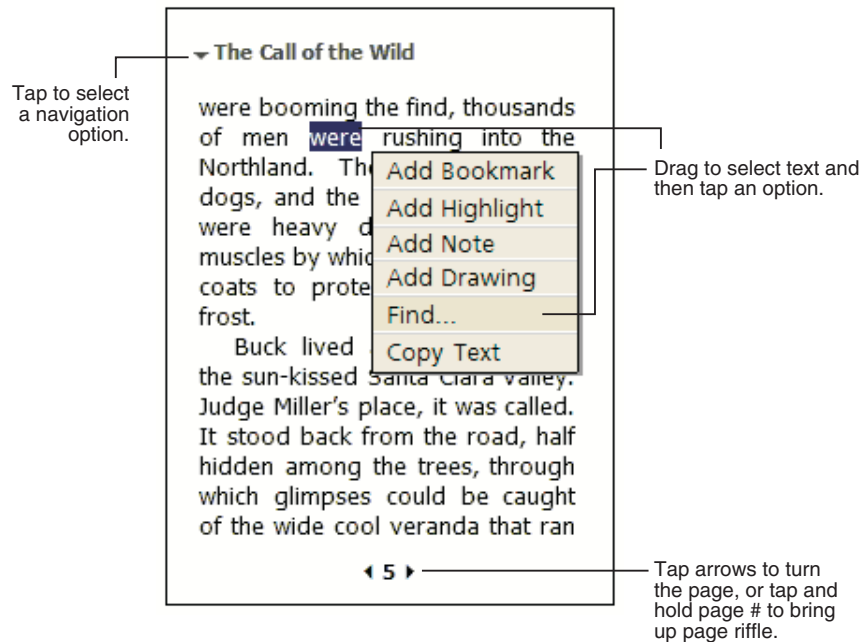 The Call of the Wild
Tap to select
a navigation
option.
were booming the find, thousands
of men were rushing into the
Northland.
dogs, and the
were heavy
muscles by
coats to
frost.
Buck lived
the sun-kissed Santa Clara Valley.
Judge Miller's place, it was called.
It stood back from the road, half
hidden among the trees, through
which glimpses could be caught
of the wide cool veranda that ran
Add Bookmark
Add Highlight
Add Note
Add Drawing
Find...
Copy Text
Drag to select text and
then tap an option.
5
Tap arrows to turn
the page, or tap and
hold page # to bring
up page riffle.